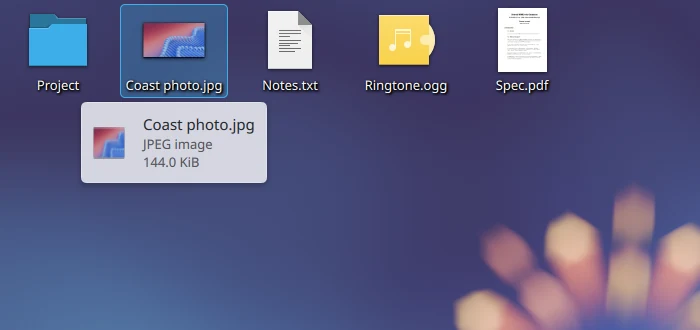 Project
Coast photo.jpg
Notes.txt
Ringtone.ogg
Spec.pdf
Coast photo.jpg
JPEG image
144.0 KiB